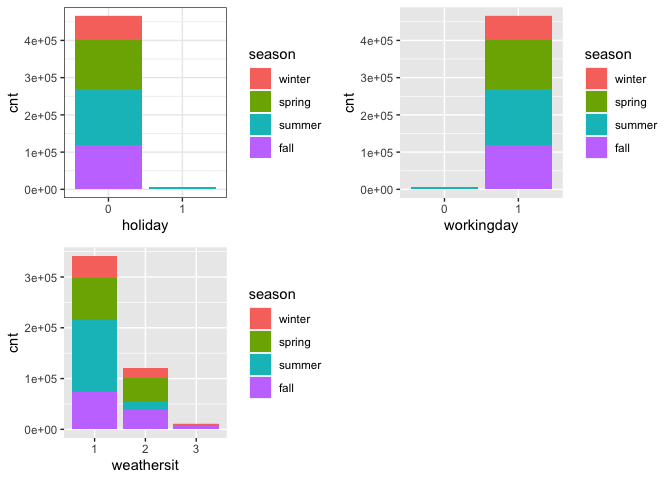 cnt
4e+05
3e+05
2e+05
1e+05
0e+00
0 1
holiday
season
winter
spring
summer
fall
cnt
4e+05
3e+05
2e+05
1e+05
0e+00
0 1
workingday
season
winter
spring
summer
fall
cnt
3e+05
2e+05
1e+05
0e+00
1 2 3
weathersit
season
winter
spring
summer
fall